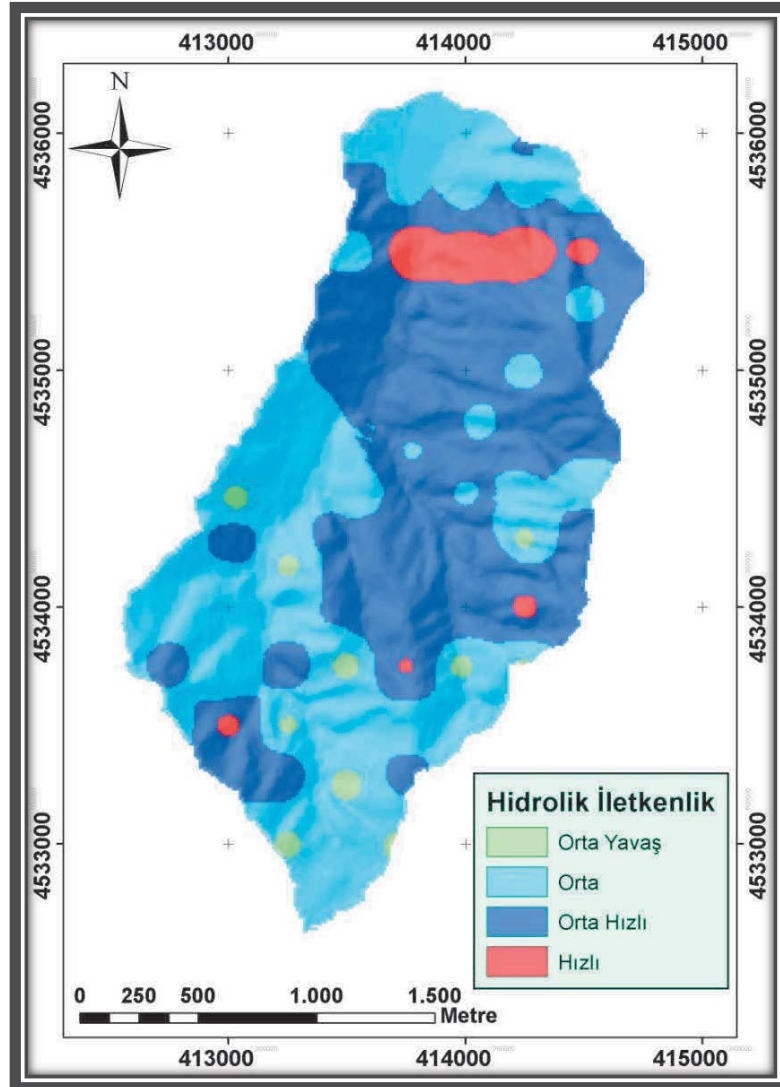 413000 414000 415000
N
4536000 4536000
4535000 4535000
4534000 4534000
4533000 4533000
Hidrolik İletkenlik
Orta Yavaş
Orta
Orta Hızlı
Hızlı
0 250 500 1.000 1.500
Metre
413000 414000 415000